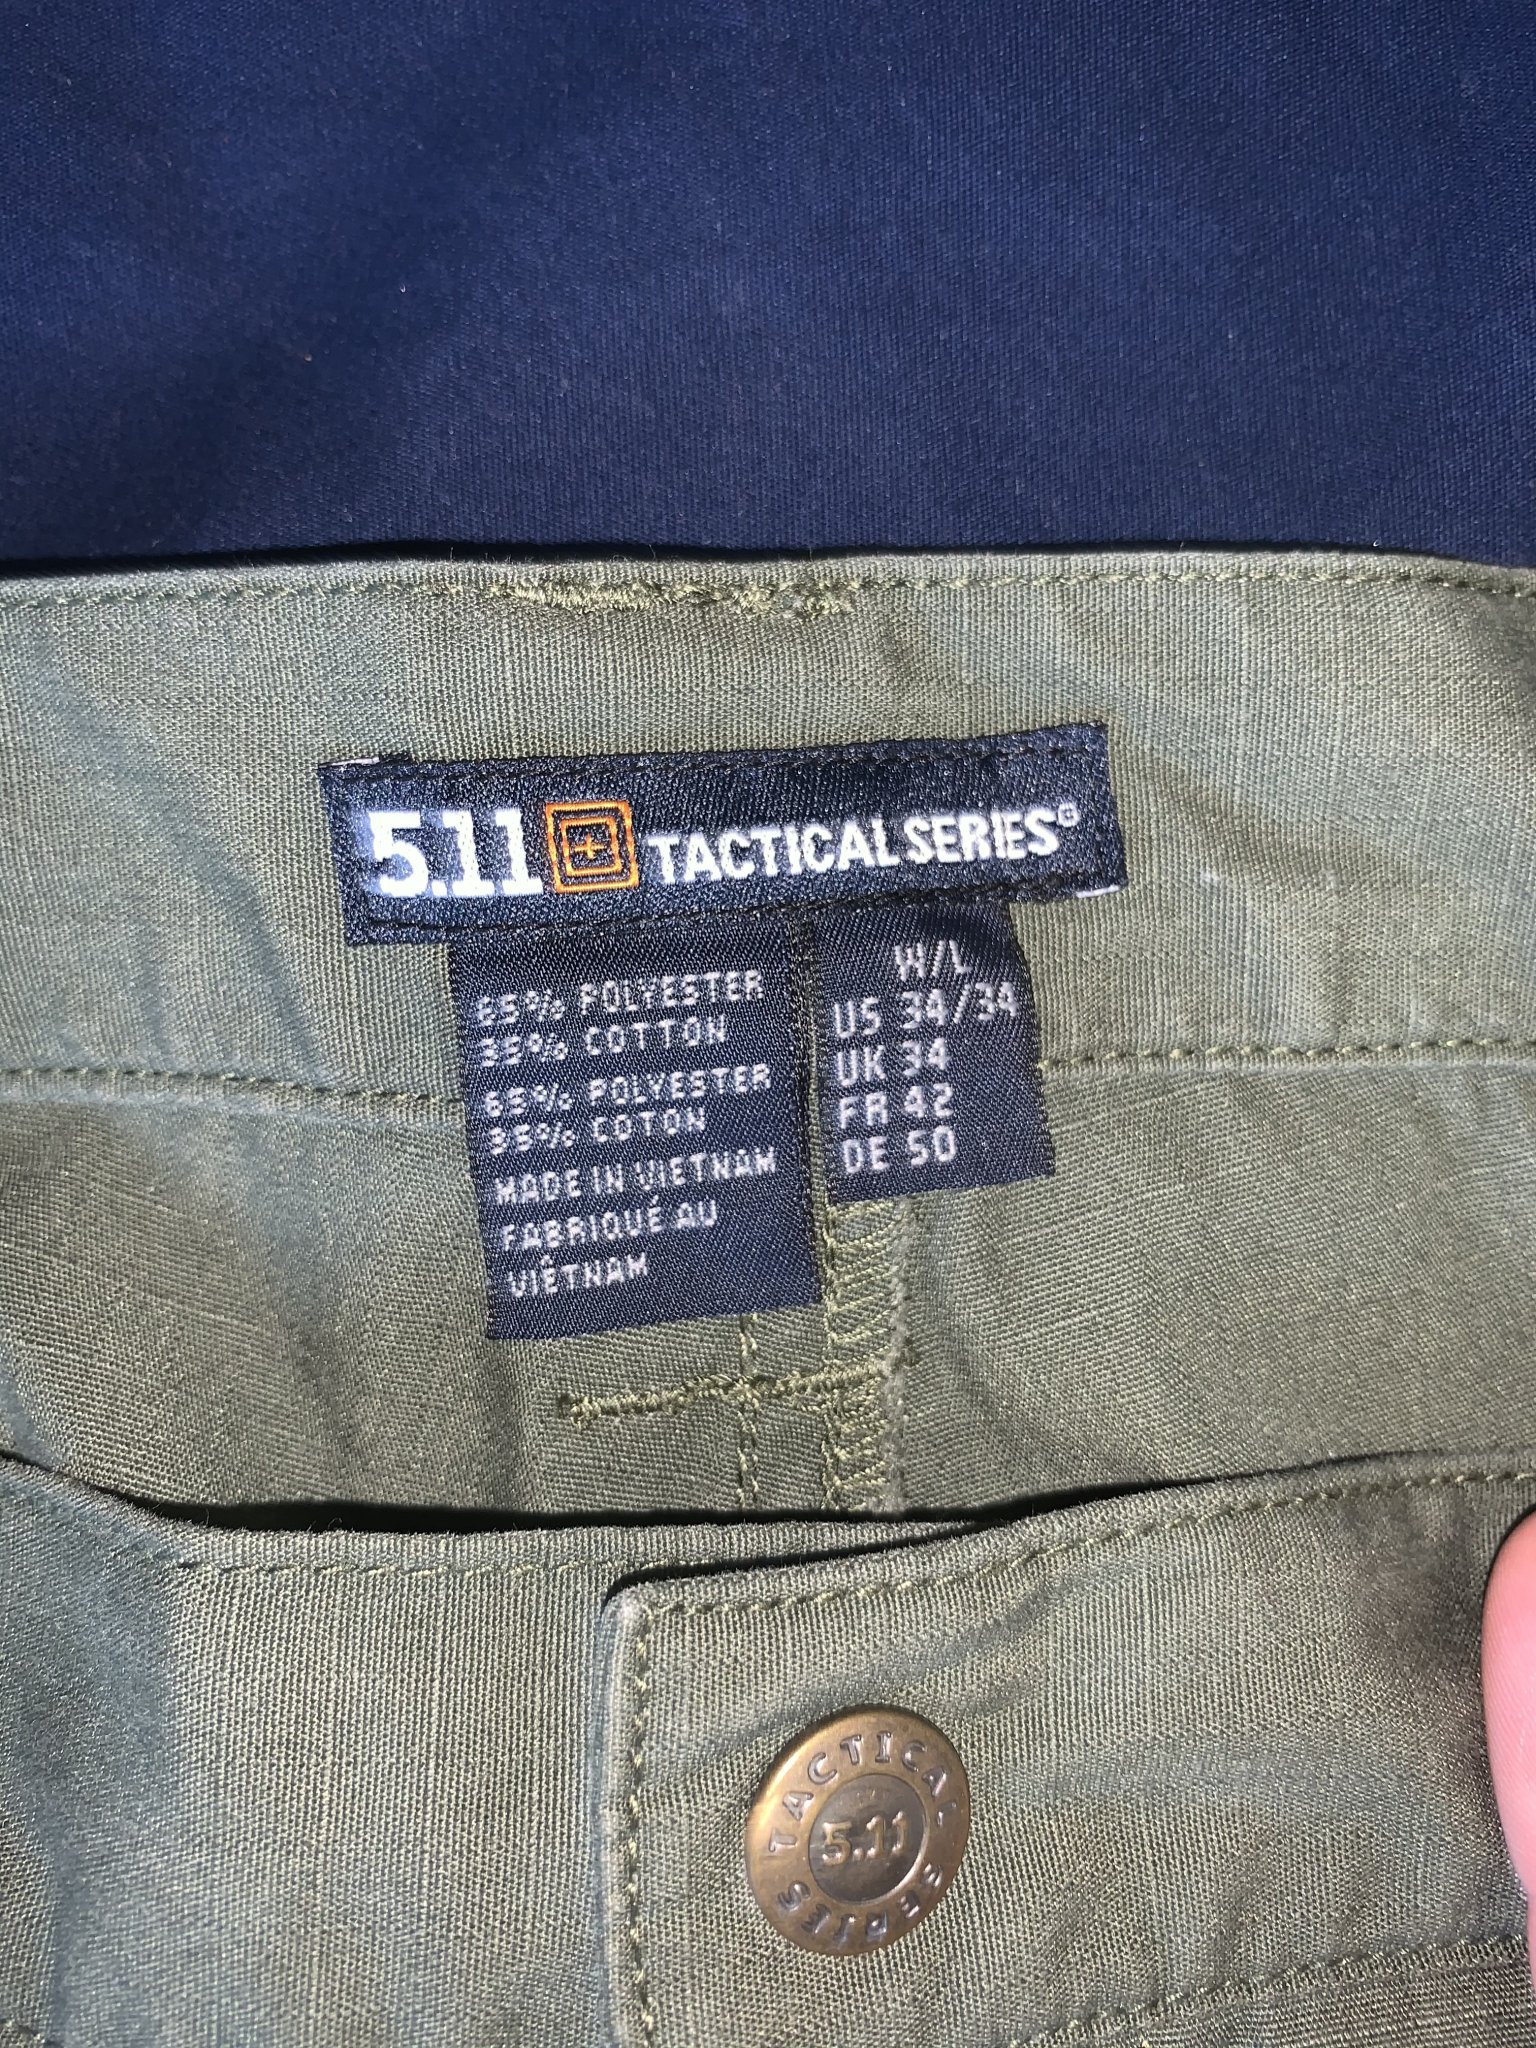 5.11 TACTICAL SERIES®
65% POLYESTER
35% COTTON
65% POLYESTER
35% COTON
MADE IN VIETNAM
FABRIQUÉ AU
VIÊTNAM
W/L
US 34/34
UK 34
FR 42
DE 50
TACTICAL SERIES
5.11